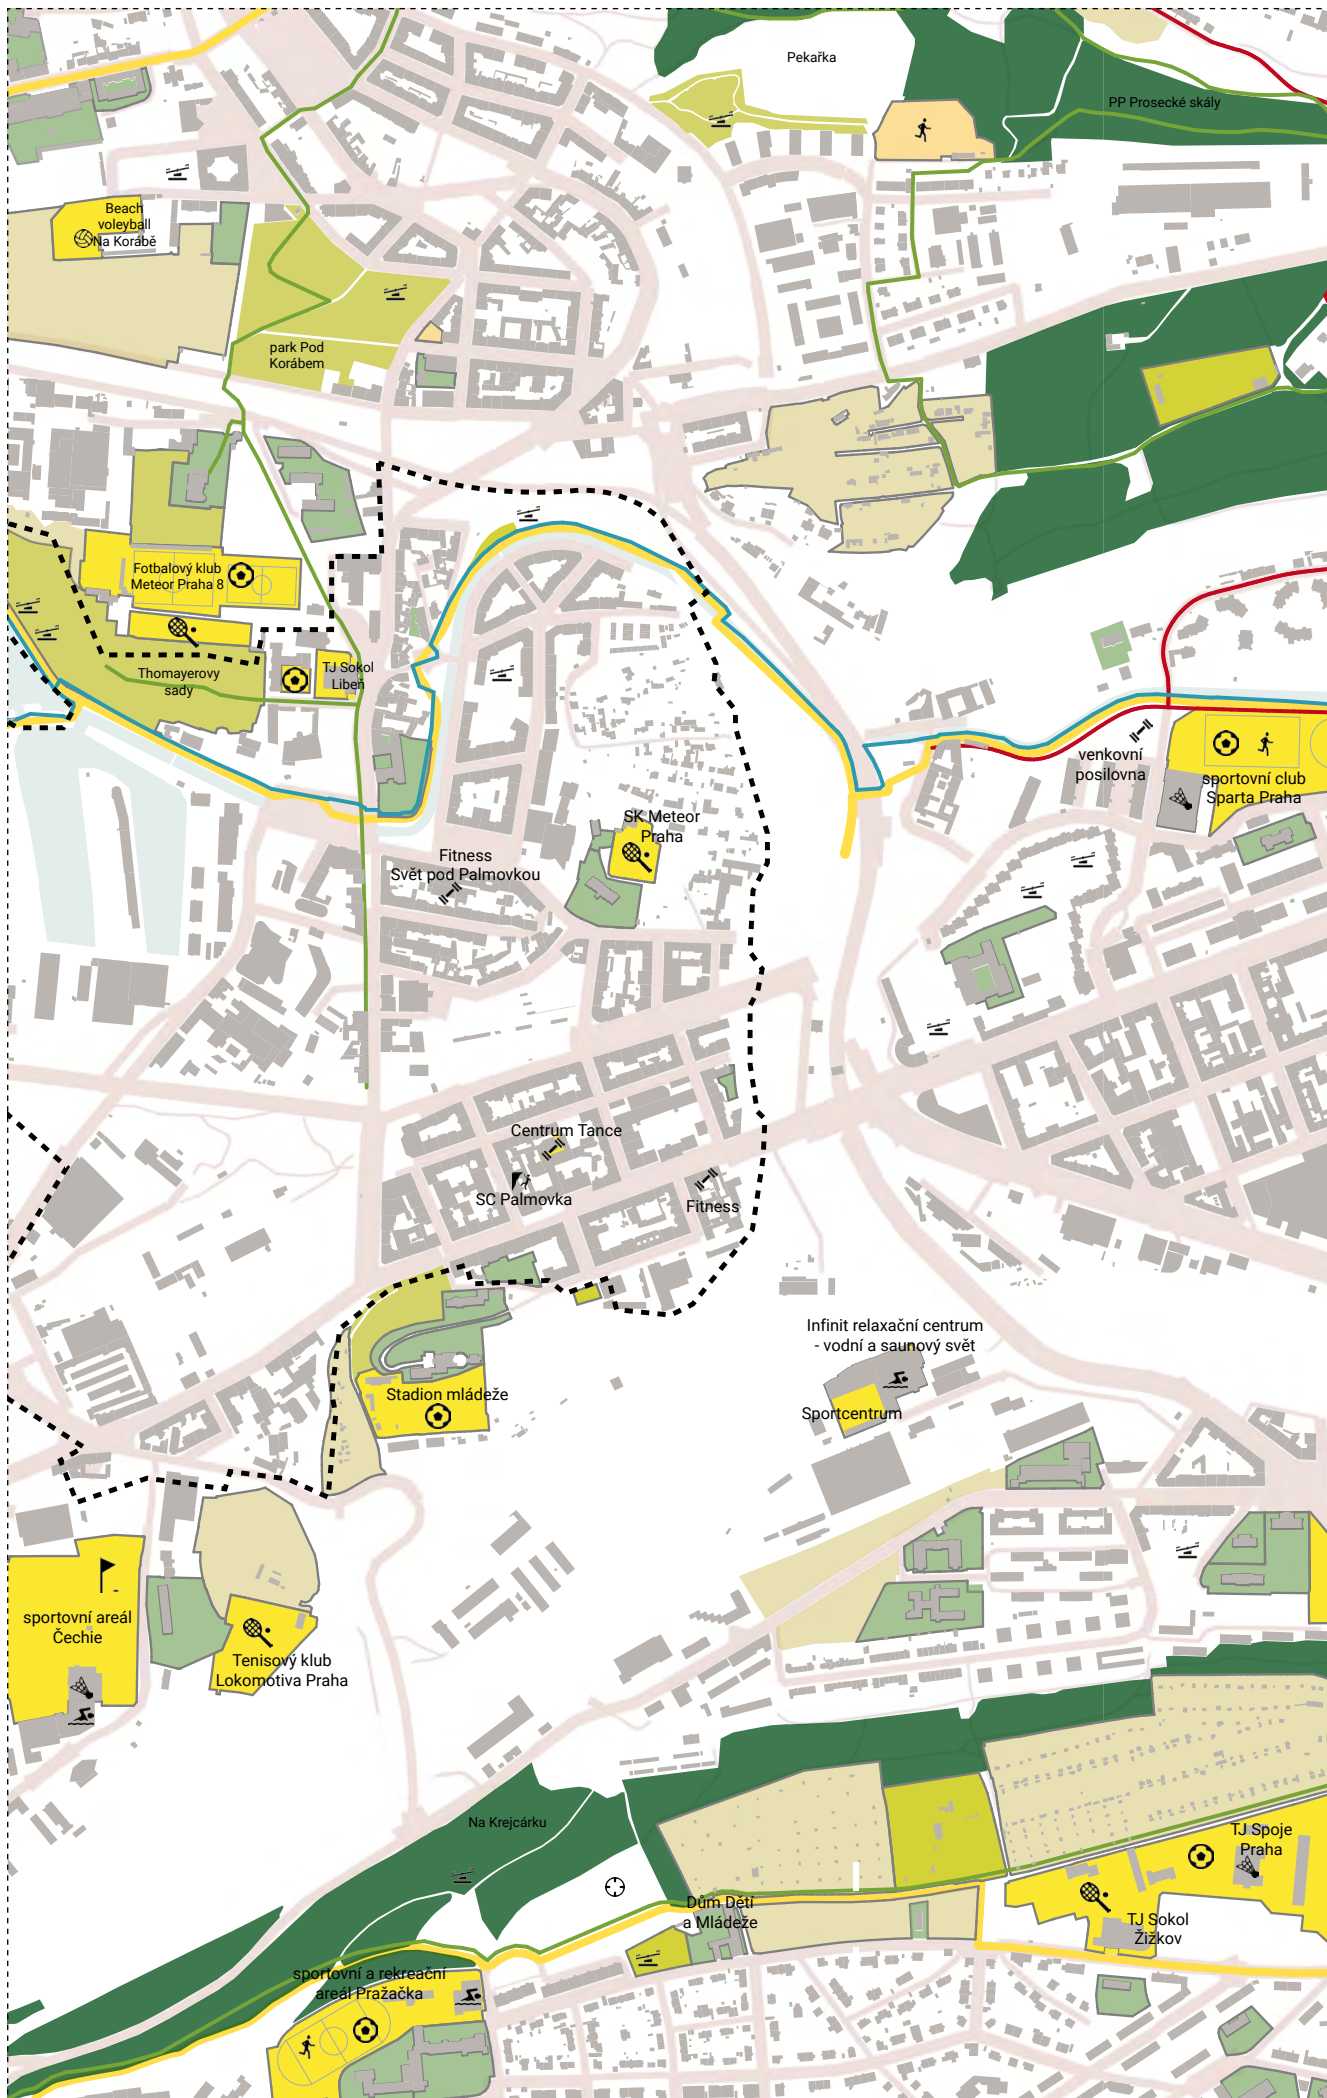 Pekařka
PP Prosecké skály
Beach
voleyball
Na Korábě
park Pod
Korábem
Fotbalový klub
Meteor Praha 8
TJ Sokol
Libeň
Thomayerovy
sady
venkovní
posilovna
sportovní club
Sparta Praha
SK Meteor
Praha
Fitness
Svět pod Palmovkou
Centrum Tance
SC Palmovka
Fitness
Infinit relaxační centrum
- vodní a saunový svět
Stadion mládeže
Sportcentrum
sportovní areál
Čechie
Tenisový klub
Lokomotiva Praha
Na Krejcárku
TJ Spoje
Praha
Dům Dětí
a Mládeže
TJ Sokol
Žižkov
sportovní a rekreační
areál Pražačka